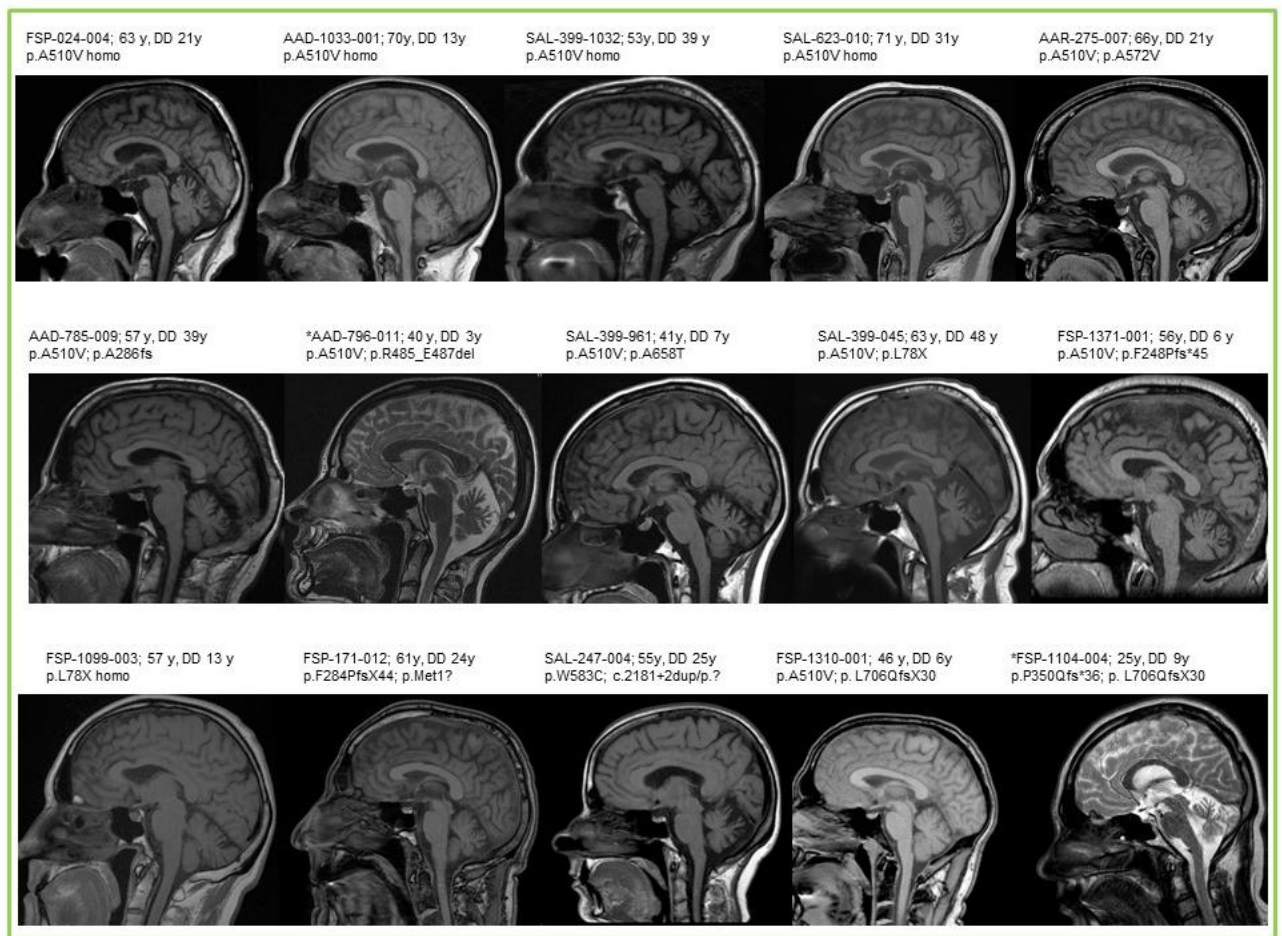 FSP-024-004; 63 y, DD 21y
p.A510V homo
AAD-1033-001; 70y, DD 13y
p.A510V homo
SAL-399-1032; 53y, DD 39 y
p.A510V homo
SAL-623-010; 71 y, DD 31y
p.A510V homo
AAR-275-007; 66y, DD 21y
p.A510V; p.A572V
AAD-785-009; 57 y, DD 39y
p.A510V; p.A286fs
*AAD-796-011; 40 y, DD 3y
p.A510V; p.R485_E487del
SAL-399-961; 41y, DD 7y
p.A510V; p.A658T
SAL-399-045; 63 y, DD 48 y
p.A510V; p.L78X
FSP-1371-001; 56y, DD 6 y
p.A510V; p.F248Pfs*45
FSP-1099-003; 57 y, DD 13 y
p.L78X homo
FSP-171-012; 61y, DD 24y
p.F284PfsX44; p.Met1?
SAL-247-004; 55y, DD 25y
p.W583C; c.2181+2dup/p.?
FSP-1310-001; 46 y, DD 6y
p.A510V; p. L706QfsX30
*FSP-1104-004; 25y, DD 9y
p.P350Qfs*36; p. L706QfsX30